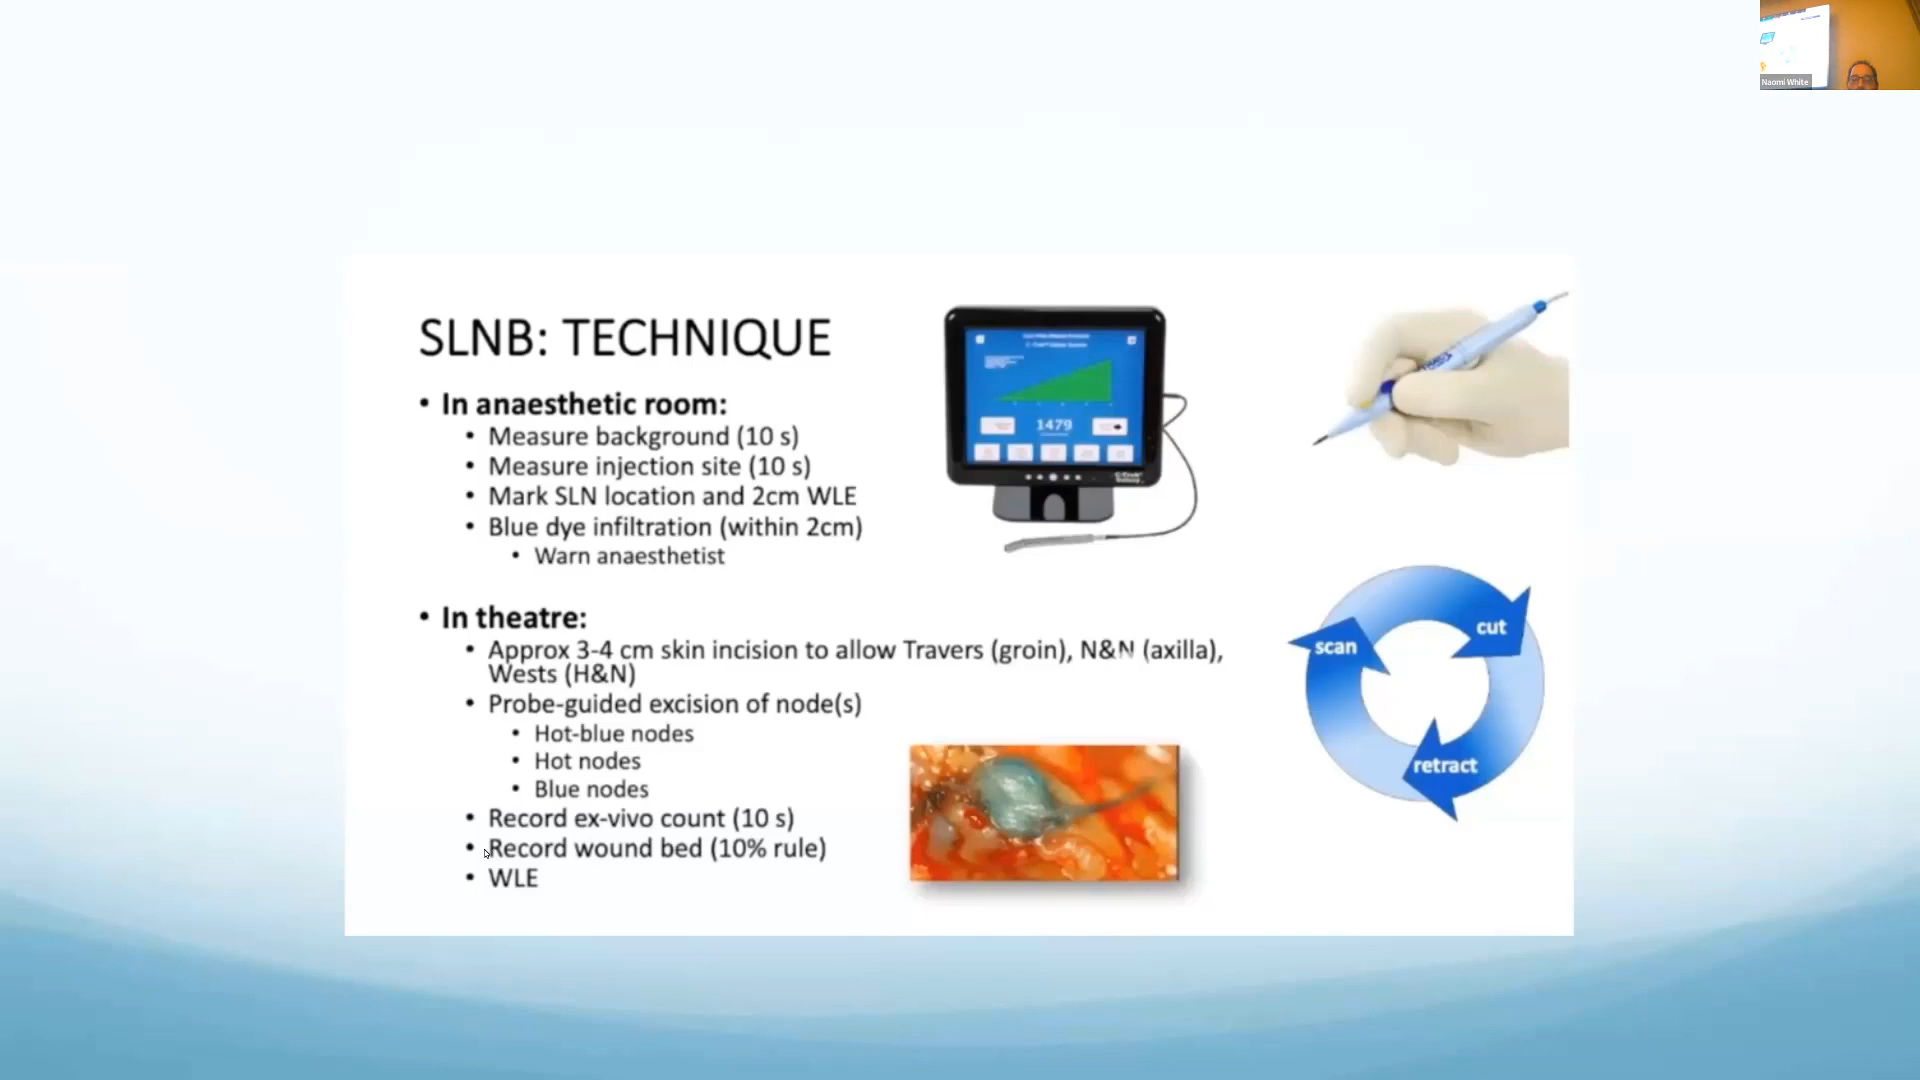 Naomi White
SLNB: TECHNIQUE
• In anaesthetic room:
• Measure background (10 s)
• Measure injection site (10 s)
• Mark SLN location and 2cm WLE
• Blue dye infiltration (within 2cm)
• Warn anaesthetist
• In theatre:
• Approx 3-4 cm skin incision to allow Travers (groin), N&N (axilla),
Wests (H&N)
• Probe-guided excision of node(s)
• Hot-blue nodes
• Hot nodes
• Blue nodes
• Record ex-vivo count (10 s)
• Record wound bed (10% rule)
• WLE
1479
scan
cut
retract